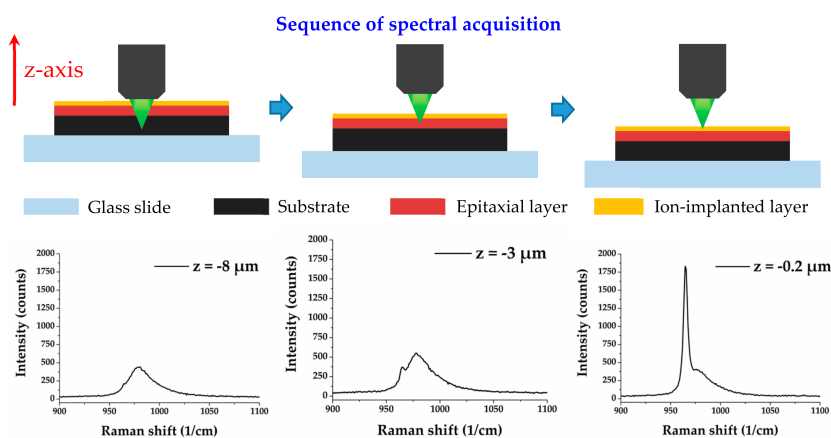 Sequence of spectral acquisition
z-axis
Glass slide
Substrate
Epitaxial layer
Ion-implanted layer
2000
1750
1500
1250
1000
750
500
250
0
Intensity (counts)
z = -8 µm
900
950
1000
1050
1100
Raman shift (1/cm)
2000
1750
1500
1250
1000
750
500
250
0
Intensity (counts)
z = -3 µm
900
950
1000
1050
1100
Raman shift (1/cm)
2000
1750
1500
1250
1000
750
500
250
0
Intensity (counts)
z = -0.2 µm
900
950
1000
1050
1100
Raman shift (1/cm)